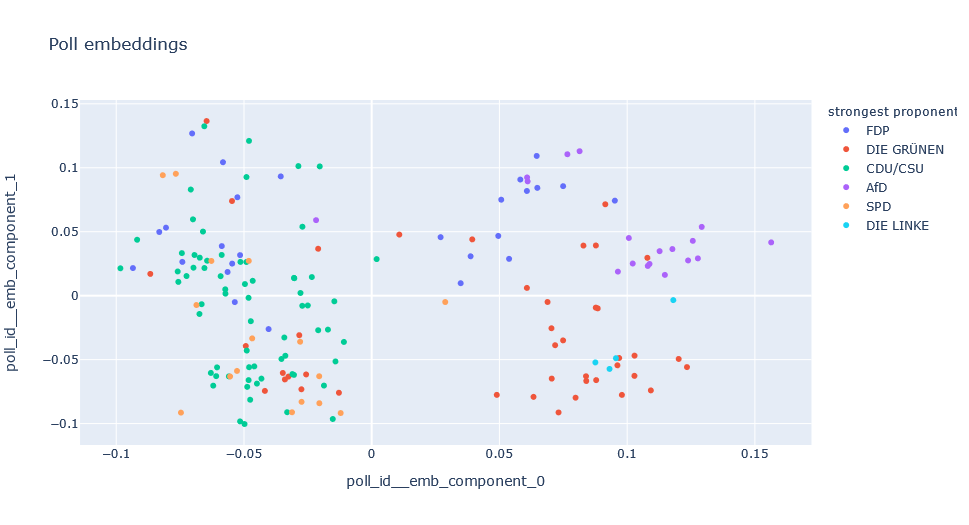 Poll embeddings
strongest proponent
FDP
DIE GRÜNEN
CDU/CSU
AfD
SPD
DIE LINKE
poll_id__emb_component_1
0.15
0.1
0.05
0
−0.05
−0.1
−0.1
−0.05
0
0.05
0.1
0.15
poll_id__emb_component_0